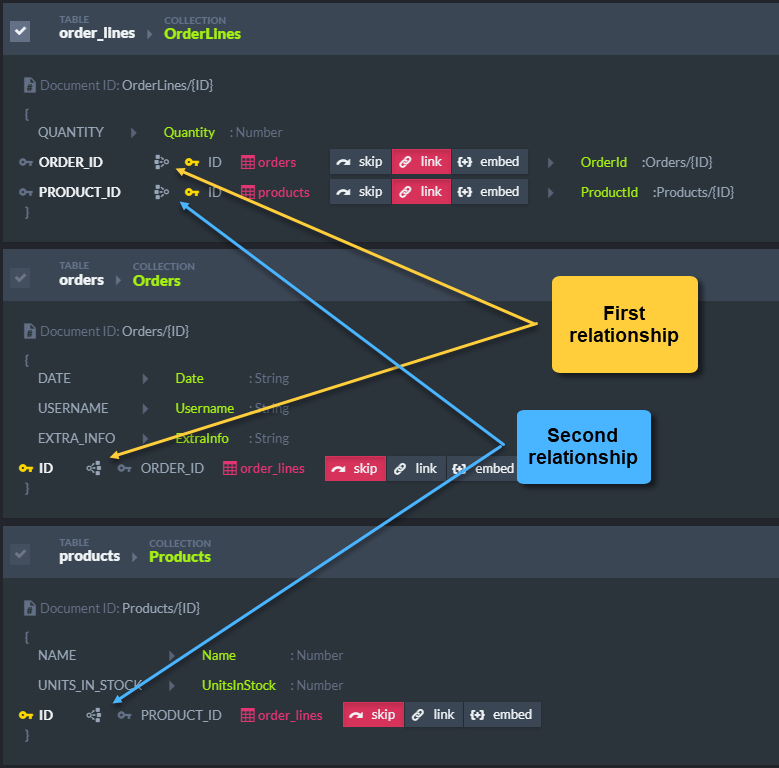 TABLE COLLECTION
order_lines OrderLines
Document ID: OrderLines/{ID}
{
QUANTITY Quantity : Number
ORDER_ID ID orders skip link embed OrderId :Orders/{ID}
PRODUCT_ID ID products skip link embed ProductId :Products/{ID}
}
TABLE COLLECTION
orders Orders
First
relationship
Document ID: Orders/{ID}
{
DATE Date : String
USERNAME Username : String
EXTRA_INFO ExtraInfo : String
Second
relationship
ID ORDER_ID order_lines skip link embed
}
TABLE COLLECTION
products Products
Document ID: Products/{ID}
{
NAME Name : Number
UNITS_IN_STOCK UnitsInStock : Number
ID PRODUCT_ID order_lines skip link embed
}